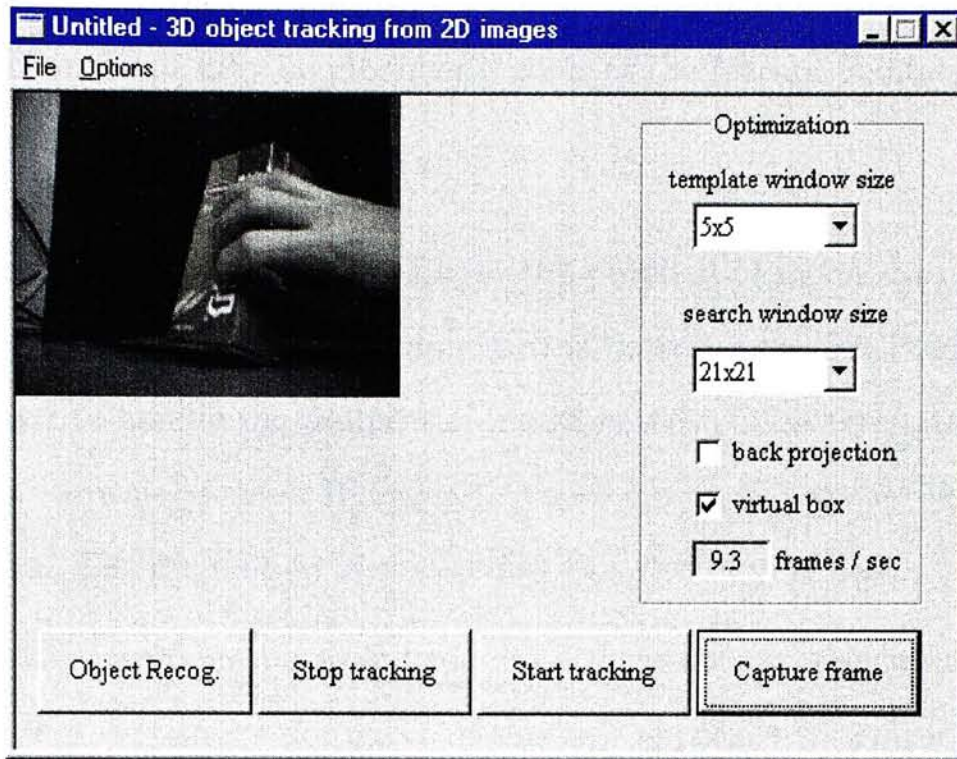 Untitled - 3D object tracking from 2D images
File Options
Optimization
template window size
5x5
search window size
21x21
back projection
virtual box
9.3 frames / sec
Object Recog.
Stop tracking
Start tracking
Capture frame